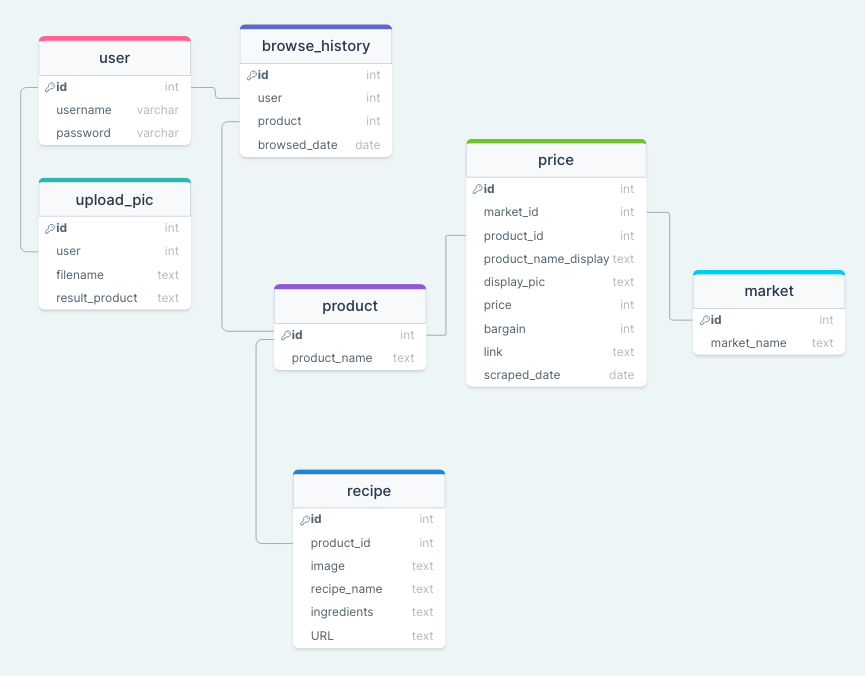 user
id int
username varchar
password varchar
browse_history
id int
user int
product int
browsed_date date
upload_pic
id int
user int
filename text
result_product text
price
id int
market_id int
product_id int
product_name_display text
display_pic text
price int
bargain int
link text
scraped_date date
market
id int
market_name text
product
id int
product_name text
recipe
id int
product_id int
image text
recipe_name text
ingredients text
URL text